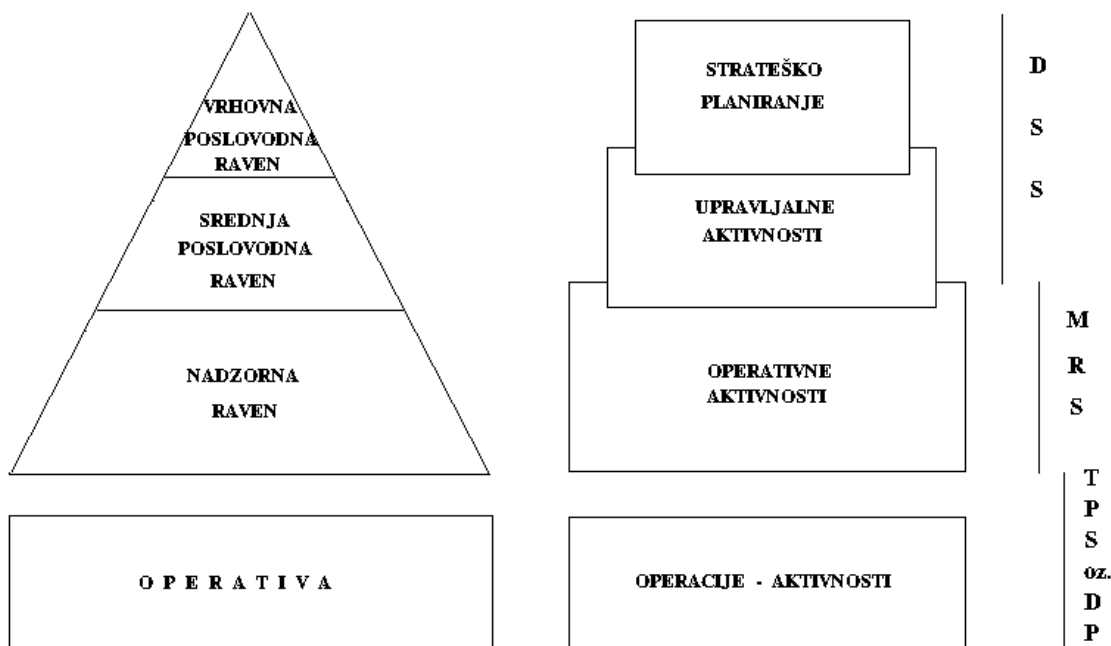 VRHOVNA
POSLOVODNA
RAVEN
SREDNJA
POSLOVODNA
RAVEN
NADZORNA
RAVEN
O P E R A T I V A
STRATEŠKO
PLANIRANJE
UPRAVLJALNE
AKTIVNOSTI
OPERATIVNE
AKTIVNOSTI
OPERACIJE - AKTIVNOSTI
D
S
S
M
R
S
T
P
S
oz.
D
P